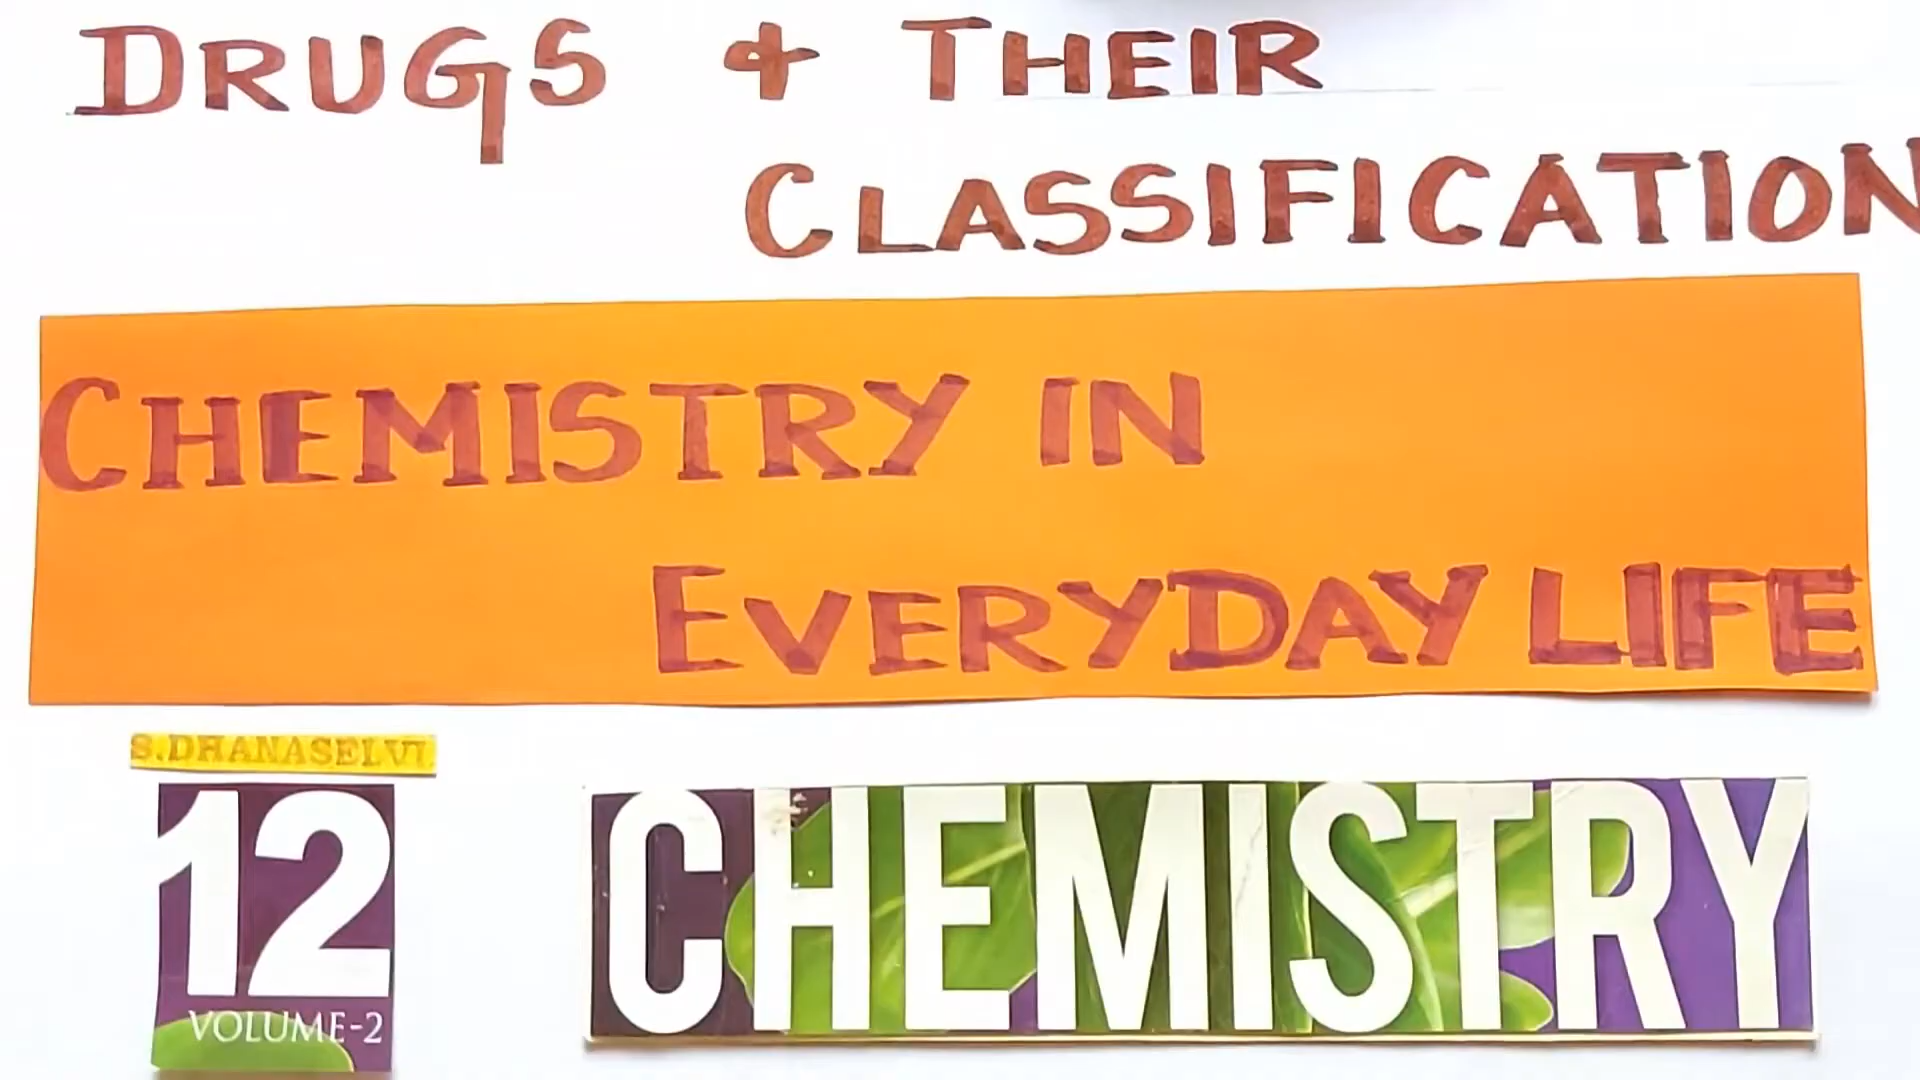 DRUGS + THEIR
CLASSIFICATION
CHEMISTRY IN
EVERYDAY LIFE
S.DHANASELVI.
12
VOLUME-2
CHEMISTRY